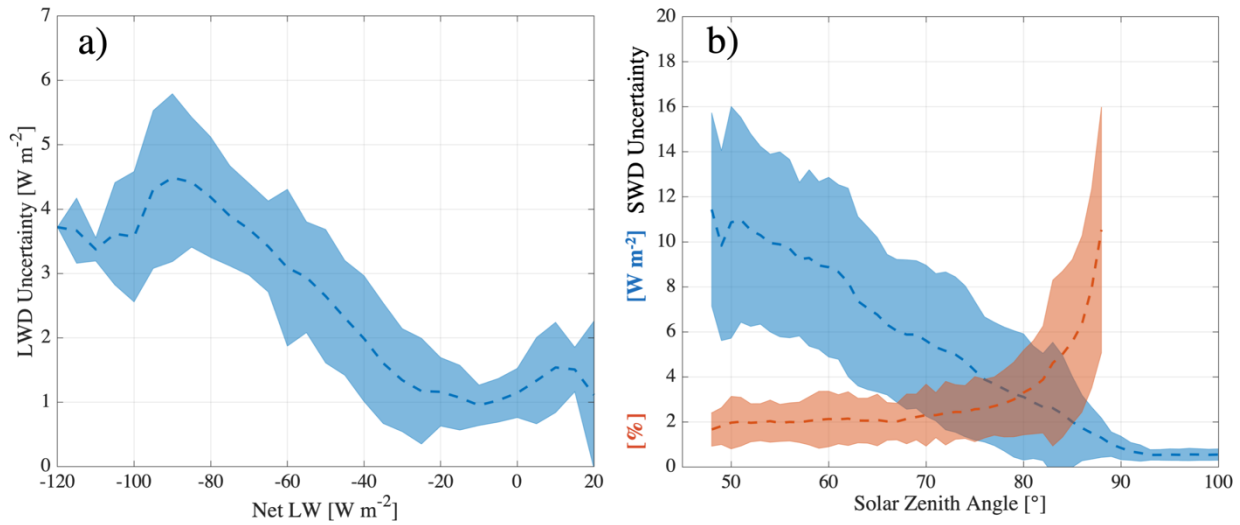 a)
7
6
5
4
3
2
1
0
LWD Uncertainty [W m-2]
-120 -100 -80 -60 -40 -20 0 20
Net LW [W m-2]
b)
20
18
16
14
12
10
8
6
4
2
0
[%] [W m-2] SWD Uncertainty
50 60 70 80 90 100
Solar Zenith Angle [°]